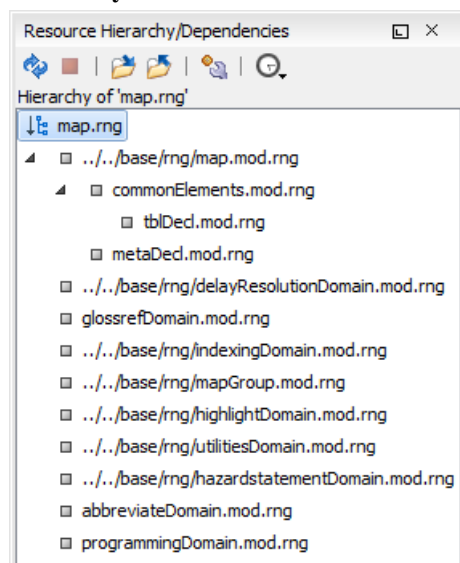 Resource Hierarchy/Dependencies
Hierarchy of 'map.rng'
map.rng
../../base/rng/map.mod.rng
commonElements.mod.rng
tblDecl.mod.rng
metaDecl.mod.rng
../../base/rng/delayResolutionDomain.mod.rng
glossrefDomain.mod.rng
../../base/rng/indexingDomain.mod.rng
../../base/rng/mapGroup.mod.rng
../../base/rng/highlightDomain.mod.rng
../../base/rng/utilitiesDomain.mod.rng
../../base/rng/hazardstatementDomain.mod.rng
abbreviateDomain.mod.rng
programmingDomain.mod.rng